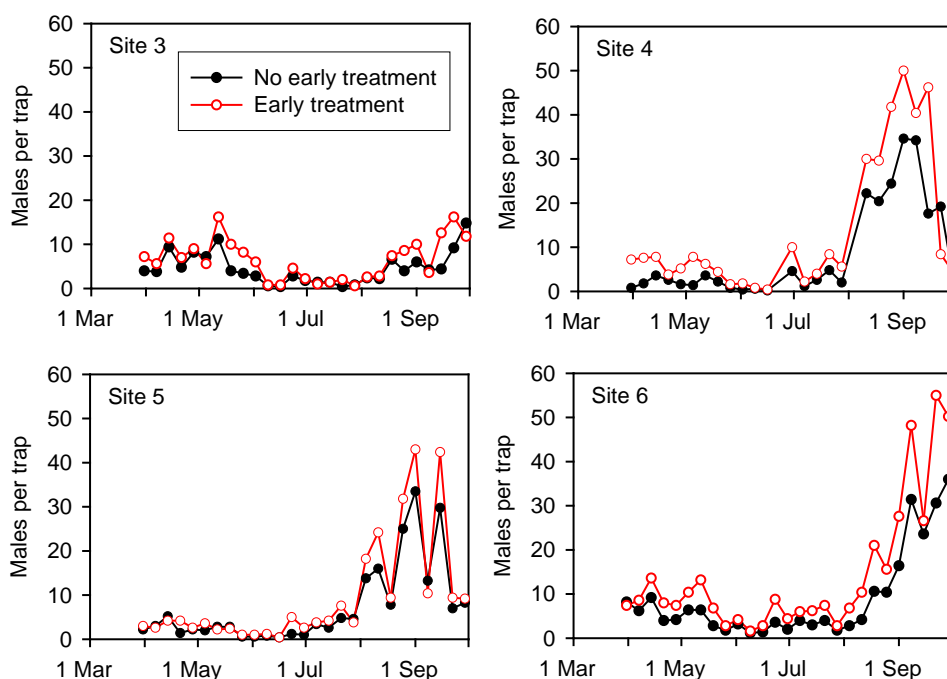 60
50
40
30
20
10
0
Males per trap
Site 3
No early treatment
Early treatment
1 Mar
1 May
1 Jul
1 Sep
60
50
40
30
20
10
0
Males per trap
Site 4
1 Mar
1 May
1 Jul
1 Sep
60
50
40
30
20
10
0
Males per trap
Site 5
1 Mar
1 May
1 Jul
1 Sep
60
50
40
30
20
10
0
Males per trap
Site 6
1 Mar
1 May
1 Jul
1 Sep